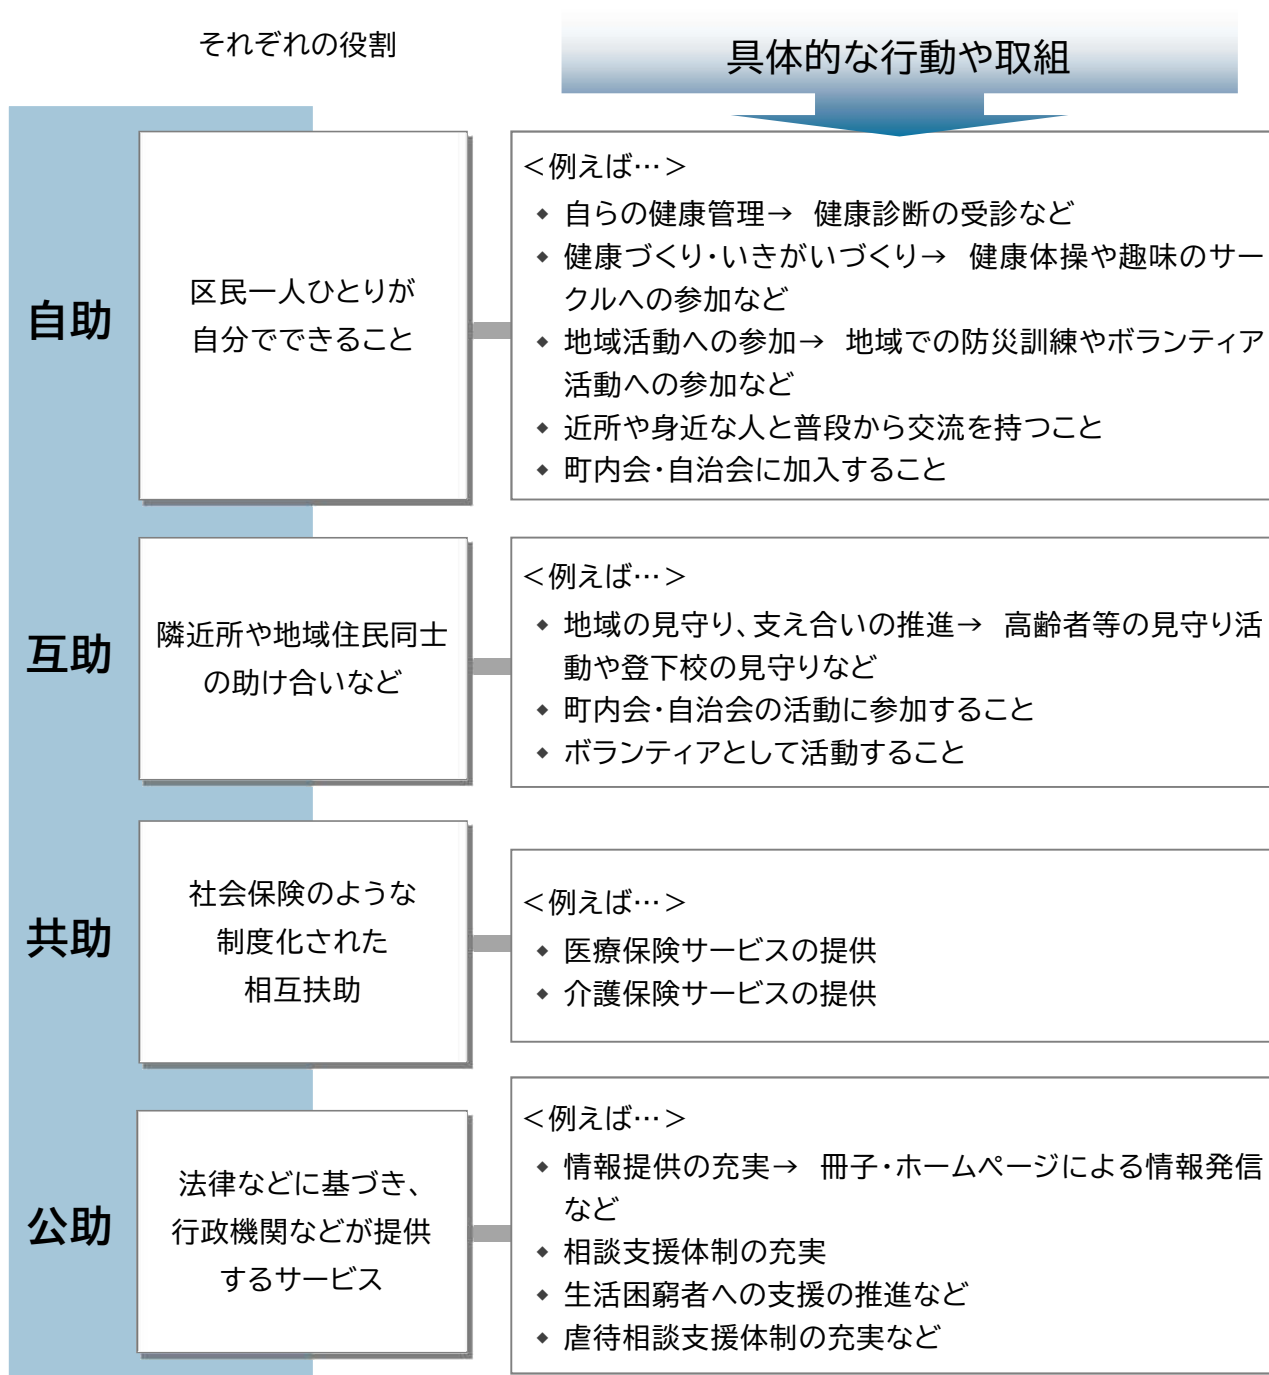 それぞれの役割
具体的な行動や取組
自助
区民一人ひとりが
自分でできること
＜例えば…＞
◆ 自らの健康管理→ 健康診断の受診など
◆ 健康づくり・いきがいづくり→ 健康体操や趣味のサー
クルへの参加など
◆ 地域活動への参加→ 地域での防災訓練やボランティア
活動への参加など
◆ 近所や身近な人と普段から交流を持つこと
◆ 町内会・自治会に加入すること
互助
隣近所や地域住民同士
の助け合いなど
＜例えば…＞
◆ 地域の見守り、支え合いの推進→ 高齢者等の見守り活
動や登下校の見守りなど
◆ 町内会・自治会の活動に参加すること
◆ ボランティアとして活動すること
共助
社会保険のような
制度化された
相互扶助
＜例えば…＞
◆ 医療保険サービスの提供
◆ 介護保険サービスの提供
公助
法律などに基づき、
行政機関などが提供
するサービス
＜例えば…＞
◆ 情報提供の充実→ 冊子・ホームページによる情報発信
など
◆ 相談支援体制の充実
◆ 生活困窮者への支援の推進など
◆ 虐待相談支援体制の充実など